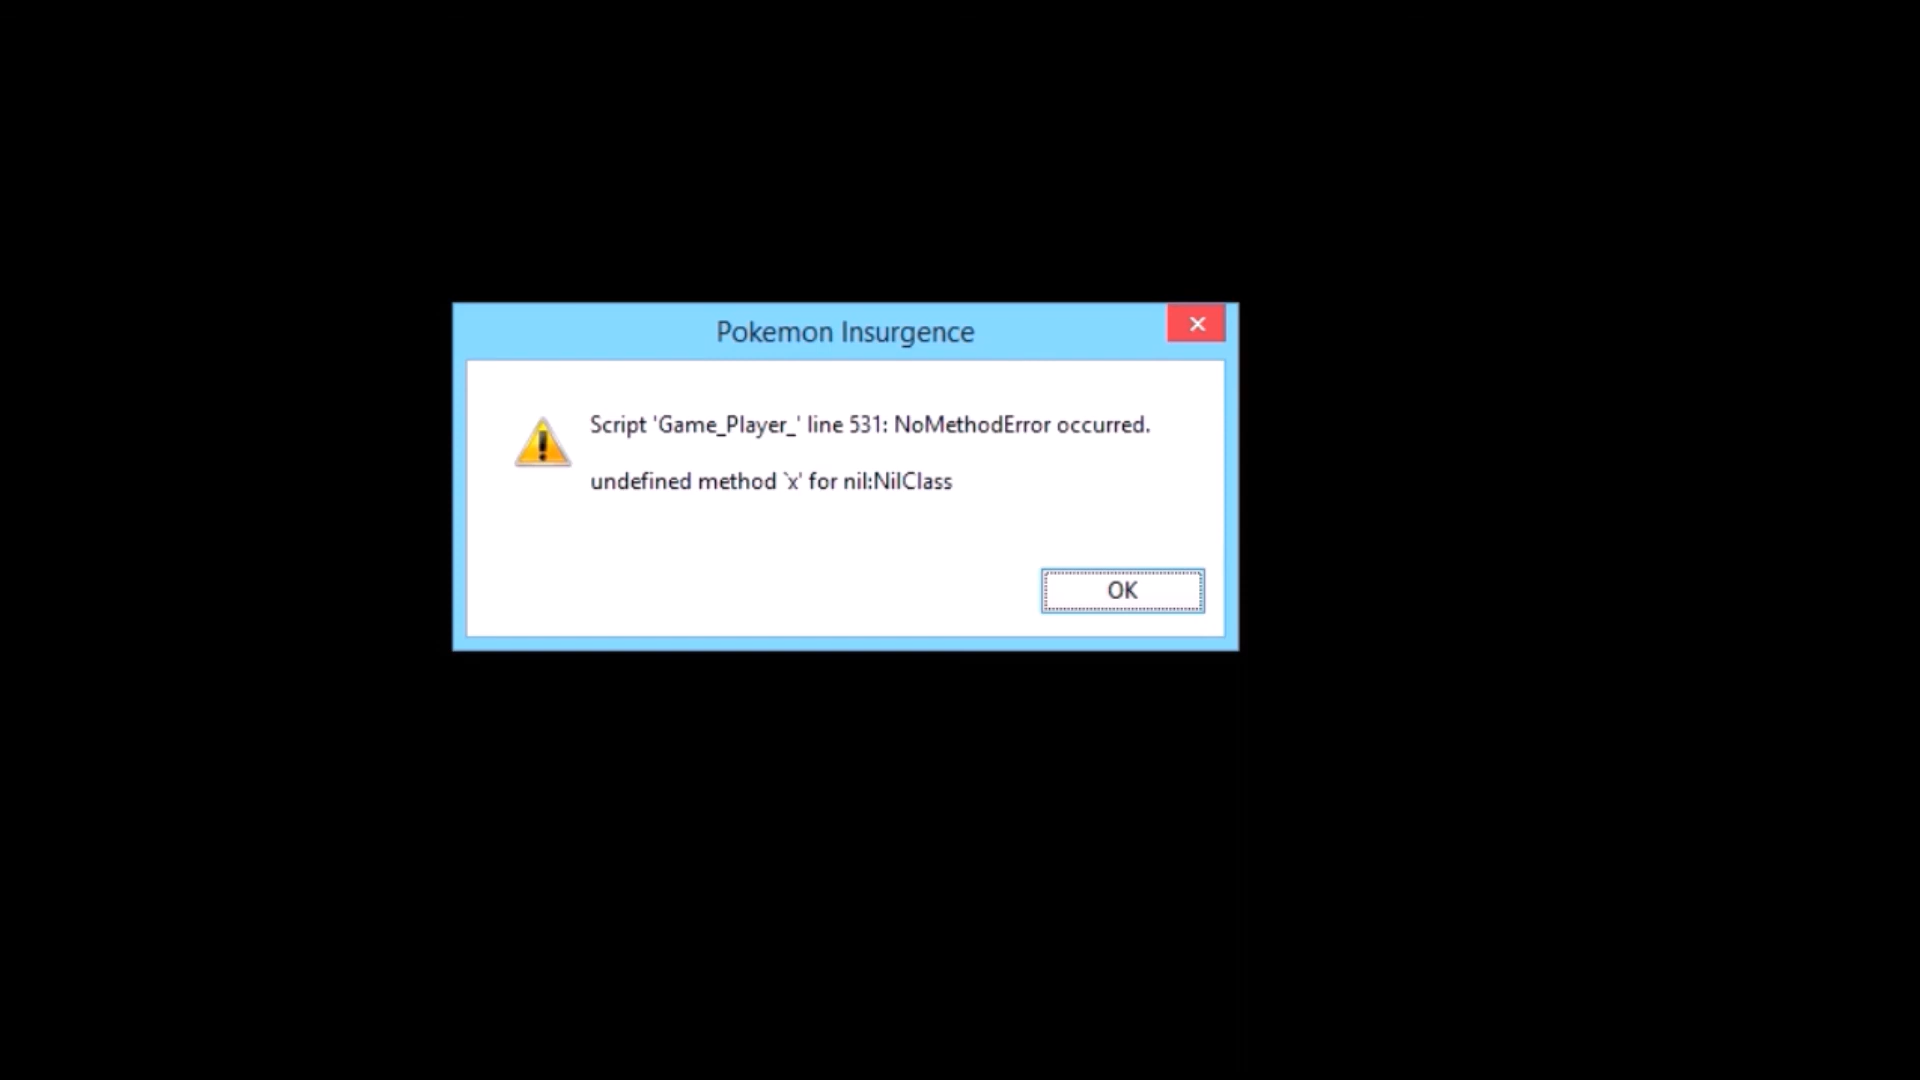 Pokemon Insurgence
Script 'Game_Player_' line 531: NoMethodError occurred.
undefined method `x' for nil:NilClass
OK